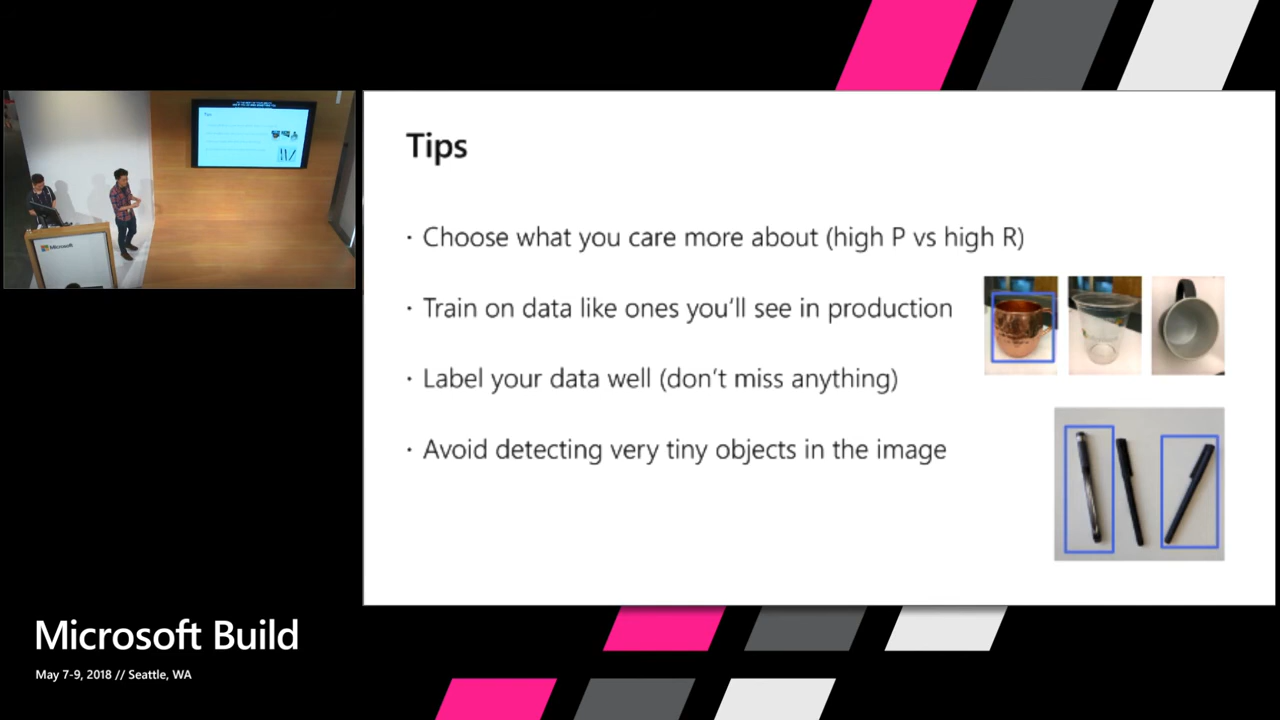 Tips
· Choose what you care more about (high P vs high R)
· Train on data like ones you'll see in production
· Label your data well (don't miss anything)
· Avoid detecting very tiny objects in the image
Microsoft
Microsoft Build
May 7-9, 2018 // Seattle, WA